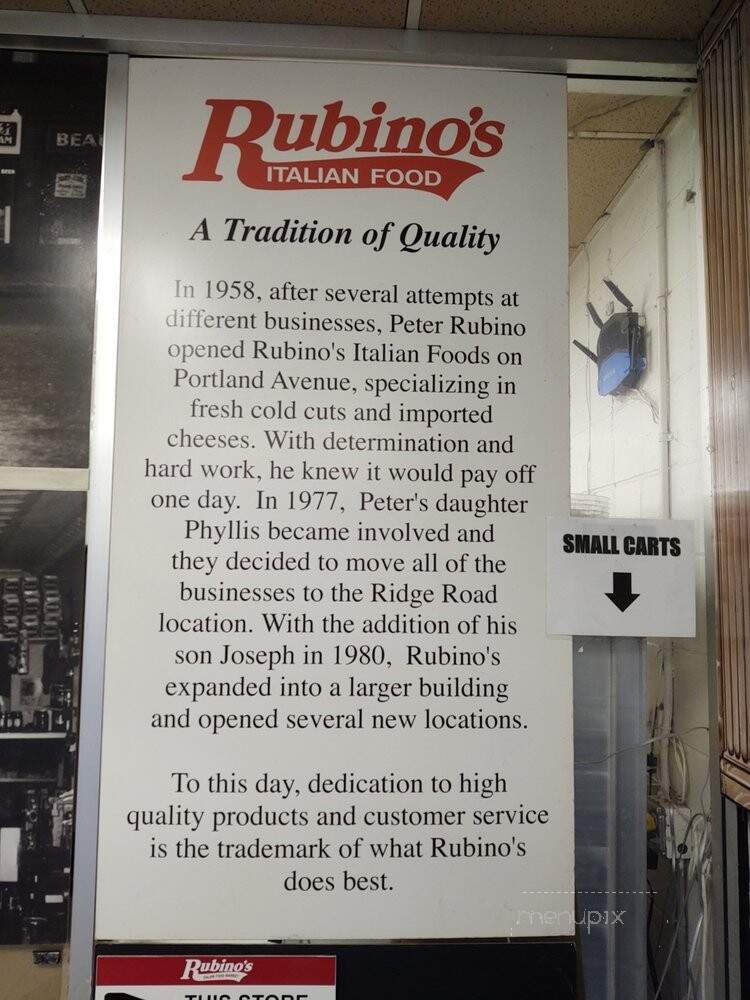 Rubino's
ITALIAN FOOD
A Tradition of Quality
In 1958, after several attempts at
different businesses, Peter Rubino
opened Rubino's Italian Foods on
Portland Avenue, specializing in
fresh cold cuts and imported
cheeses. With determination and
hard work, he knew it would pay off
one day. In 1977, Peter's daughter
Phyllis became involved and
they decided to move all of the
businesses to the Ridge Road
location. With the addition of his
son Joseph in 1980, Rubino's
expanded into a larger building
and opened several new locations.
To this day, dedication to high
quality products and customer service
is the trademark of what Rubino's
does best.
SMALL CARTS
menupix
Rubino's
THIS STORE